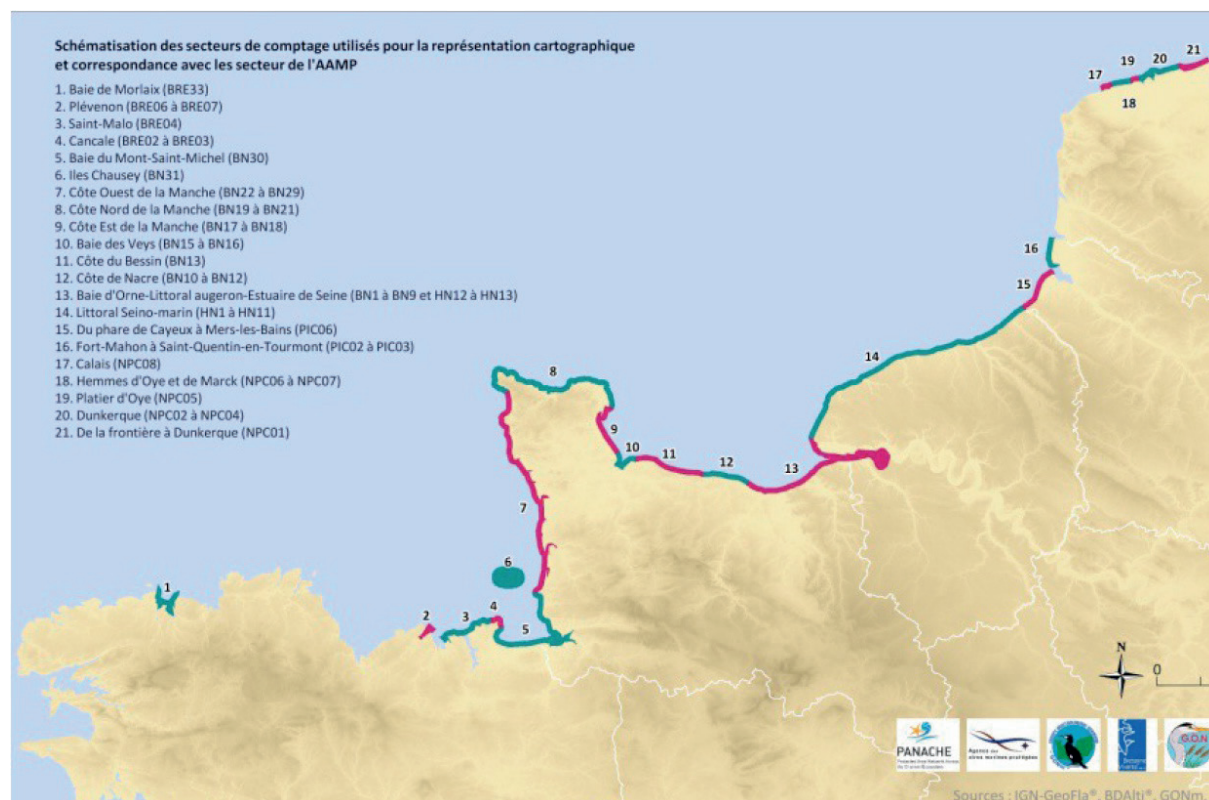 Schématisation des secteurs de comptage utilisés pour la représentation cartographique
et correspondance avec les secteur de l'AAMP
1. Baie de Morlaix (BRE33)
2. Plévenon (BRE06 à BRE07)
3. Saint-Malo (BRE04)
4. Cancale (BRE02 à BRE03)
5. Baie du Mont-Saint-Michel (BN30)
6. Iles Chausey (BN31)
7. Côte Ouest de la Manche (BN22 à BN29)
8. Côte Nord de la Manche (BN19 à BN21)
9. Côte Est de la Manche (BN17 à BN18)
10. Baie des Veys (BN15 à BN16)
11. Côte du Bessin (BN13)
12. Côte de Nacre (BN10 à BN12)
13. Baie d'Orne-Littoral augeron-Estuaire de Seine (BN1 à BN9 et HN12 à HN13)
14. Littoral Seino-marin (HN1 à HN11)
15. Du phare de Cayeux à Mers-les-Bains (PIC06)
16. Fort-Mahon à Saint-Quentin-en-Tourmont (PIC02 à PIC03)
17. Calais (NPC08)
18. Hemmes d'Oye et de Marck (NPC06 à NPC07)
19. Platier d'Oye (NPC05)
20. Dunkerque (NPC02 à NPC04)
21. De la frontière à Dunkerque (NPC01)
21
20
19
17
18
16
15
14
8
9
10
11
12
13
7
6
1
2
3
4
5
N
0
PANACHE
Agence des
aires marines protégées
Bretagne
G.O.N
Sources : IGN-GeoFla®, BDAlti®, GONm,